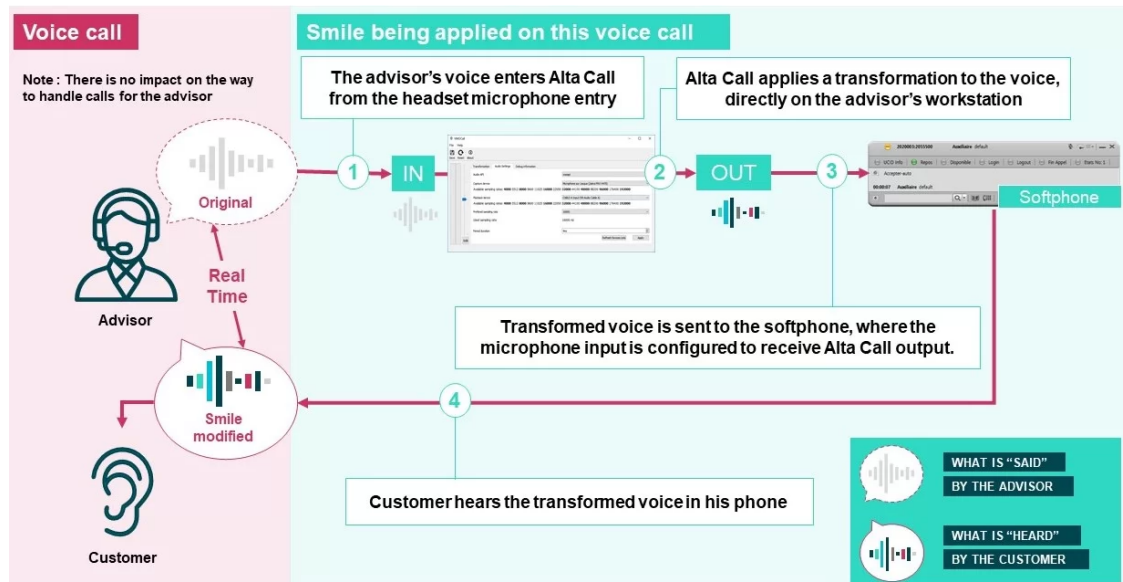 Voice call
Smile being applied on this voice call
Note : There is no impact on the way
to handle calls for the advisor
The advisor's voice enters Alta Call
from the headset microphone entry
Alta Call applies a transformation to the voice,
directly on the advisor's workstation
Original
1
IN
2
OUT
3
Softphone
Accepter auto
Advisor
Real
Time
Transformed voice is sent to the softphone, where the
microphone input is configured to receive Alta Call output.
Smile
modified
4
Customer hears the transformed voice in his phone
Customer
WHAT IS “SAID”
BY THE ADVISOR
WHAT IS “HEARD”
BY THE CUSTOMER